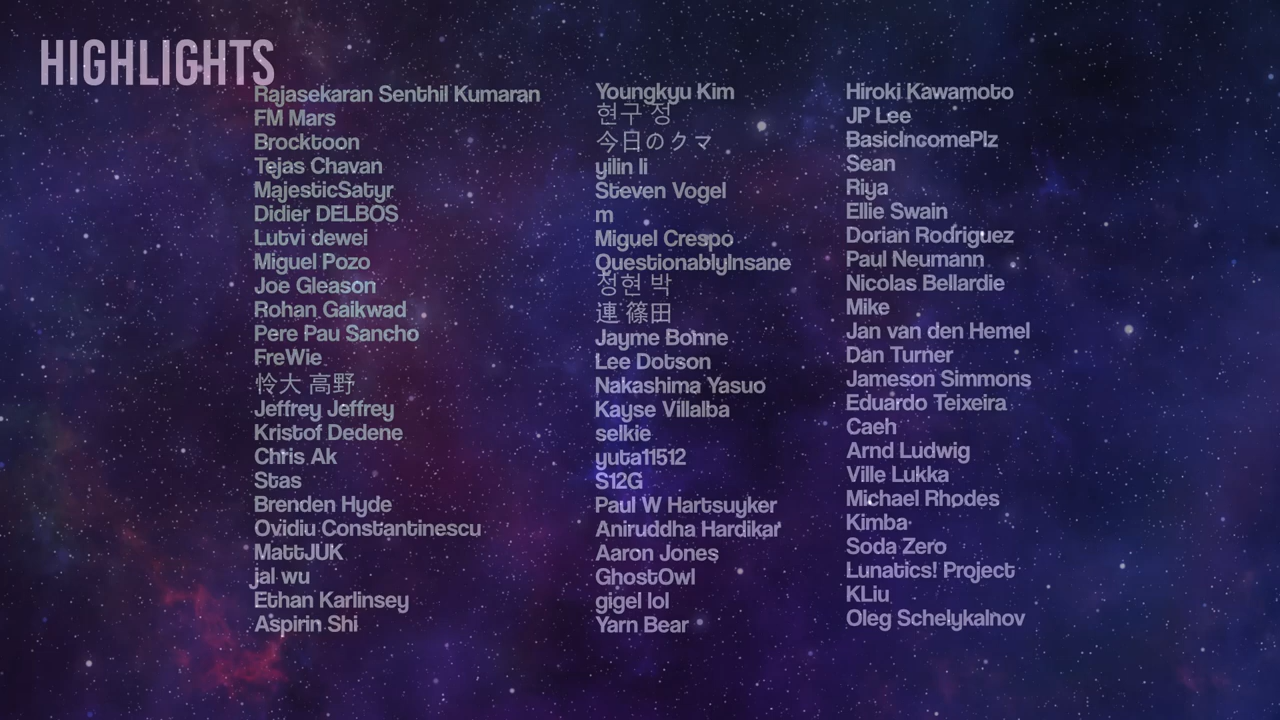 HIGHLIGHTS
Rajasekaran Senthil Kumaran
FM Mars
Brocktoon
Tejas Chavan
MajesticSatyr
Didier DELBOS
Lutvi dewei
Miguel Pozo
Joe Gleason
Rohan Gaikwad
Pere Pau Sancho
FreWie
怜大 高野
Jeffrey Jeffrey
Kristof Dedene
Chris Ak
Stas
Brenden Hyde
Ovidiu Constantinescu
MattJUK
jal wu
Ethan Karlinsey
Aspirin Shi
Youngkyu Kim
현구 정
今日のクマ
yilin li
Steven Vogel
m
Miguel Crespo
QuestionablyInsane
정현 박
連 篠田
Jayme Bonne
Lee Dotson
Nakashima Yasuo
Kayse Villalba
selkie
yuta11512
S12G
Paul W Hartsuyker
Aniruddha Hardikar
Aaron Jones
GhostOwl
gigel lol
Yarn Bear
Hiroki Kawamoto
JP Lee
BasicIncomePlz
Sean
Riya
Ellie Swain
Dorian Rodriguez
Paul Neumann
Nicolas Bellardie
Mike
Jan van den Hemel
Dan Turner
Jameson Simmons
Eduardo Teixeira
Caeh
Arnd Ludwig
Ville Lukka
Michael Rhodes
Kimba
Soda Zero
Lunatics! Project
KLiu
Oleg Schelykalnov